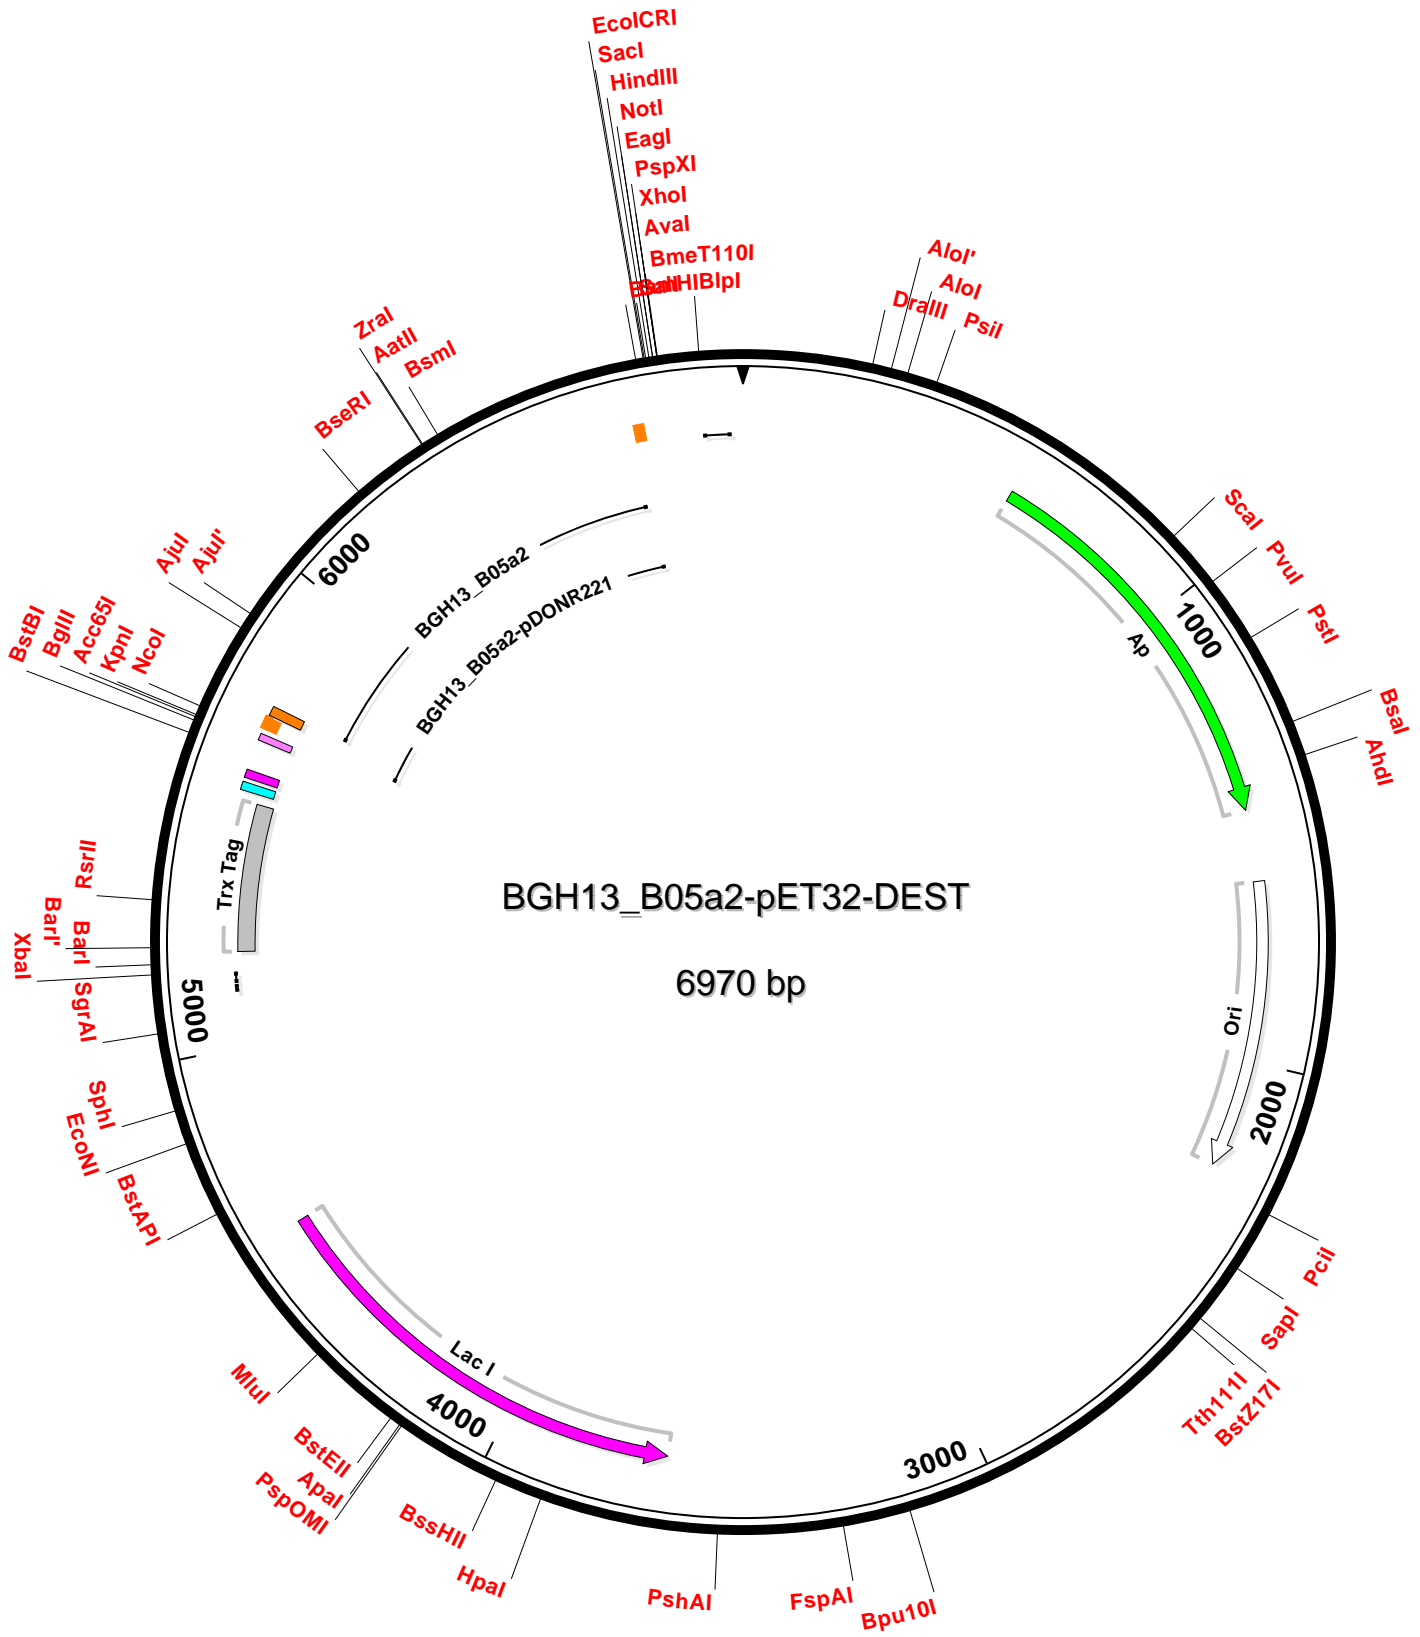 EcoICRI
SacI
HindIII
NotI
EagI
PspXI
XhoI
AvaI
BmeT110I
BlpI
AloI'
AloI
DraIII
PsiI
ZraI
AatII
BsmI
BseRI
AjuI
AjuI'
BstBI
BglII
Acc65I
KpnI
NcoI
6000
BGH13_B05a2
BGH13_B05a2-pDONR221
ScaI
PvuI
PstI
1000
Ap
BsaI
AhdI
RsrII
BarI'
BarI
XbaI
SgrAI
Trx Tag
5000
BGH13_B05a2-pET32-DEST
6970 bp
Ori
2000
SphI
EcoNI
BstAPI
PciI
SapI
Tth111I
BstZ17I
MluI
Lac I
4000
3000
BstEII
ApaI
PspOMI
BssHII
HpaI
PshAI
FspAI
Bpu10I